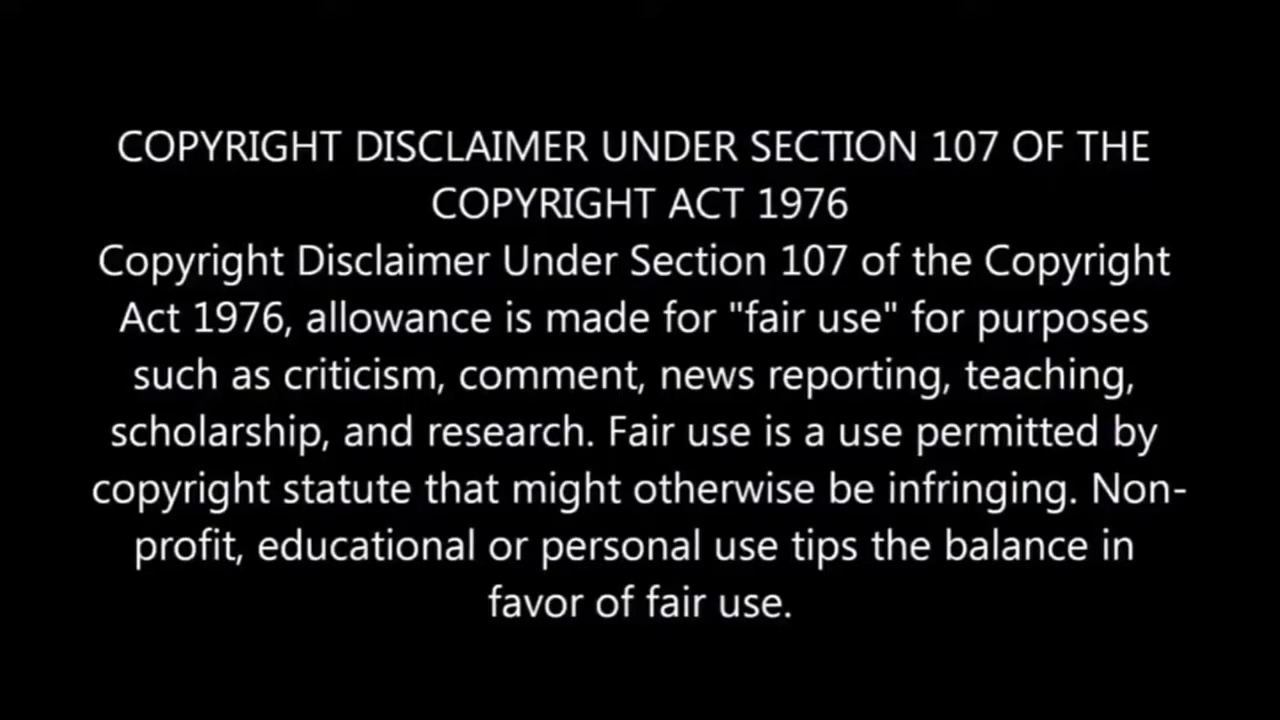 COPYRIGHT DISCLAIMER UNDER SECTION 107 OF THE
COPYRIGHT ACT 1976
Copyright Disclaimer Under Section 107 of the Copyright
Act 1976, allowance is made for "fair use" for purposes
such as criticism, comment, news reporting, teaching,
scholarship, and research. Fair use is a use permitted by
copyright statute that might otherwise be infringing. Non-
profit, educational or personal use tips the balance in
favor of fair use.